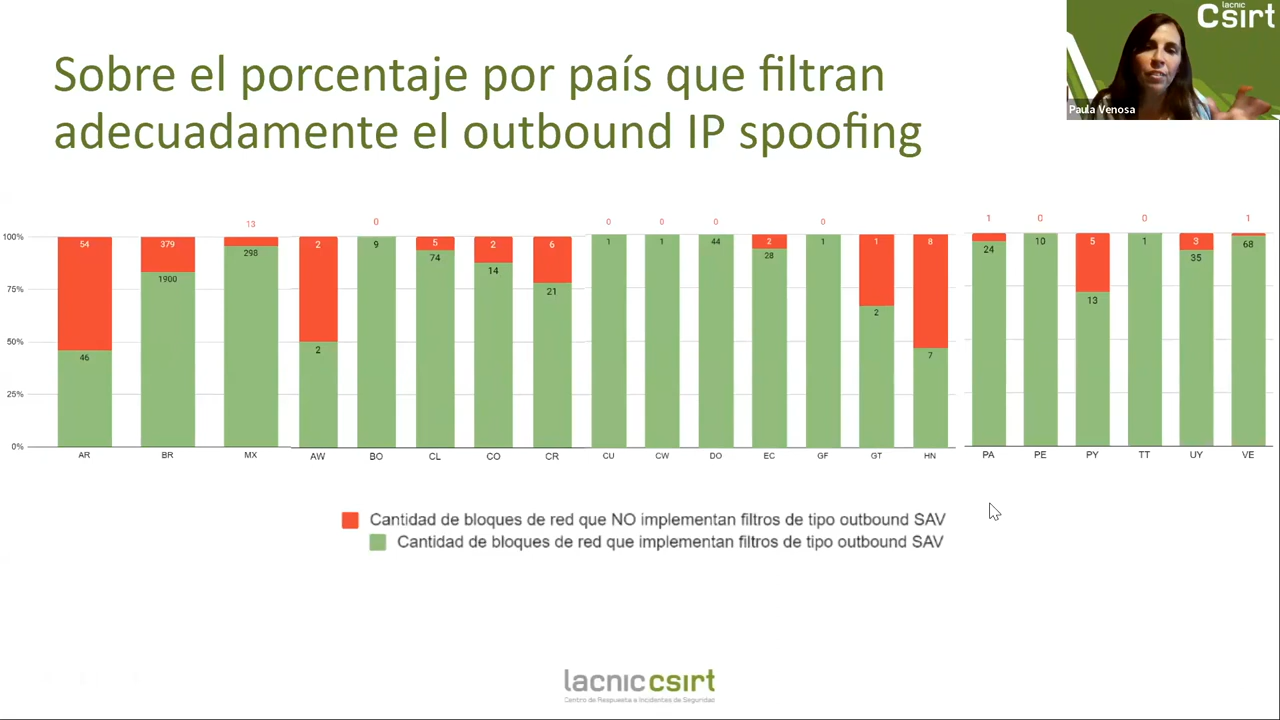 lacnic
Csirt
Paula Venosa
Sobre el porcentaje por país que filtran
adecuadamente el outbound IP spoofing
13 0 0 0 0 0 1 0 0 1
100% 54 379 2 5 2 6 2 1 8 5 3
46 1900 298 2 9 74 14 21 1 1 44 28 1 2 7 24 10 13 1 35 68
75%
50%
25%
0%
AR BR MX AW BO CL CO CR CU CW DO EC GF GT HN PA PE PY TT UY VE
Cantidad de bloques de red que NO implementan filtros de tipo outbound SAV
Cantidad de bloques de red que implementan filtros de tipo outbound SAV
lacnic csirt
Centro de Respuesta a Incidentes de Seguridad